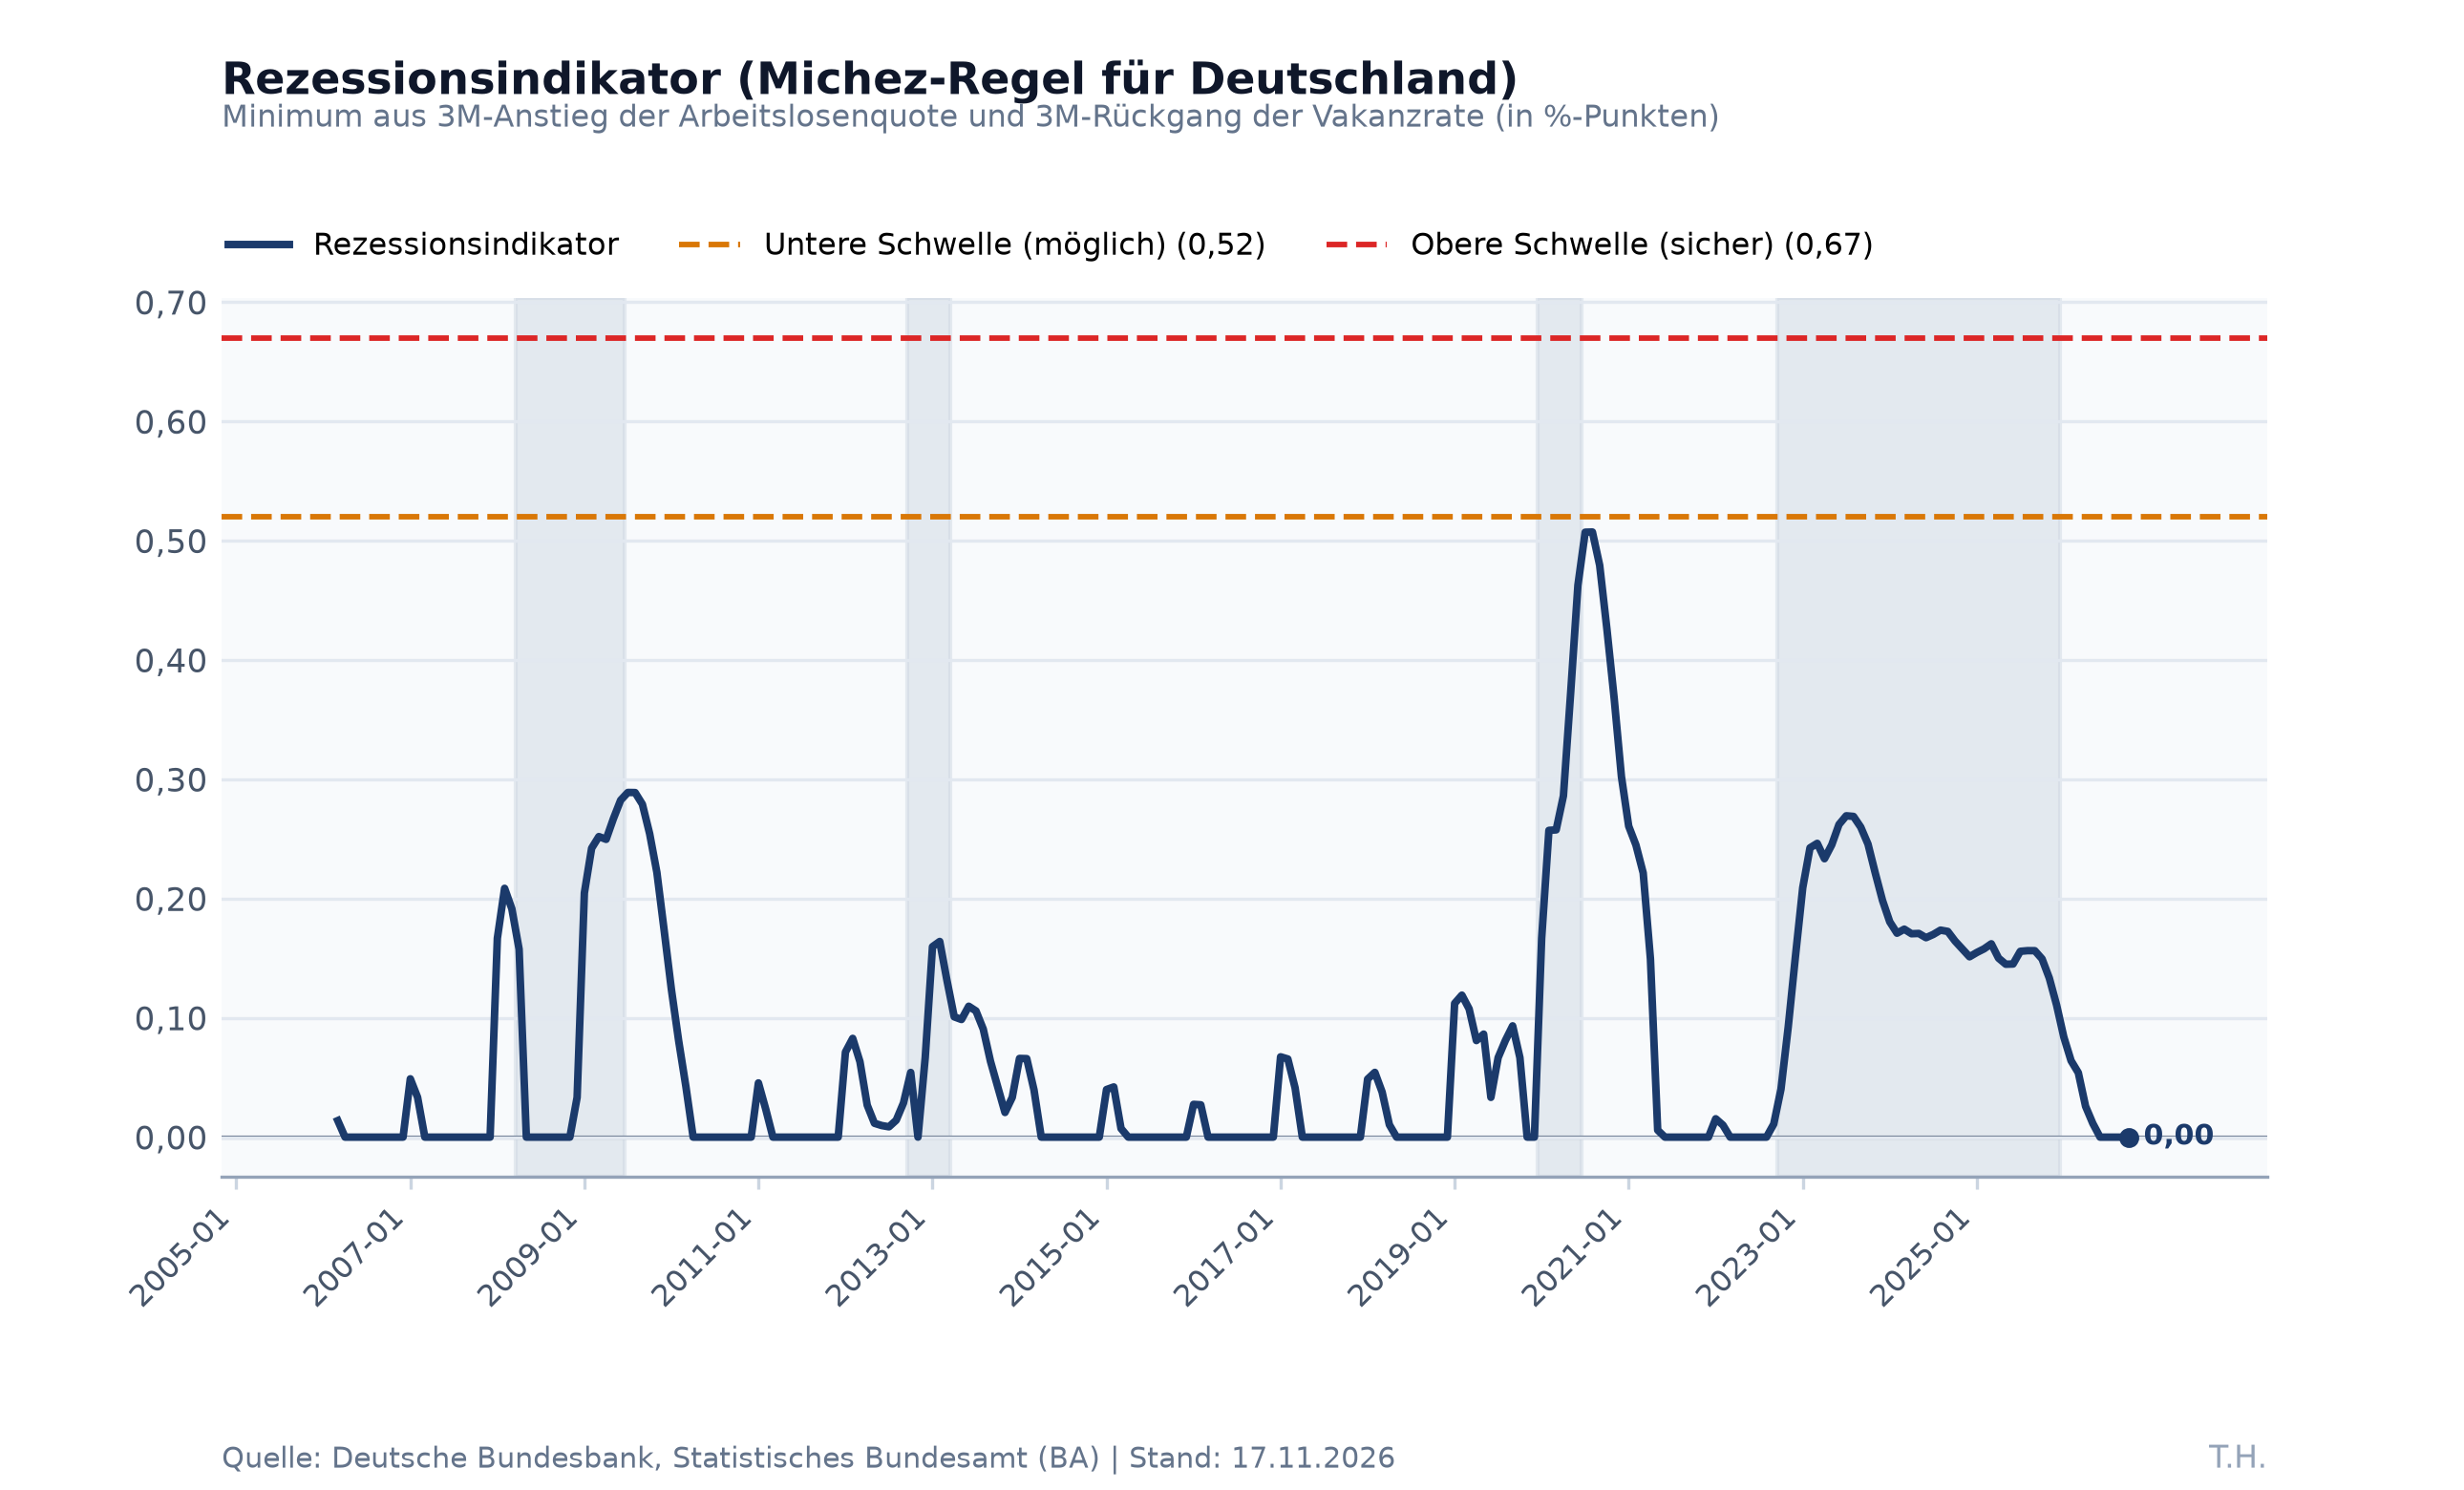 Rezessionsindikator (Michez-Regel für Deutschland)
Minimum aus 3M-Anstieg der Arbeitslosenquote und 3M-Rückgang der Vakanzrate (in %-Punkten)
Rezessionsindikator
Untere Schwelle (möglich) (0,52)
Obere Schwelle (sicher) (0,67)
0,70
0,60
0,50
0,40
0,30
0,20
0,10
0,00
0,00
2005-01
2007-01
2009-01
2011-01
2013-01
2015-01
2017-01
2019-01
2021-01
2023-01
2025-01
Quelle: Deutsche Bundesbank, Statistisches Bundesamt (BA) | Stand: 17.11.2026
T.H.